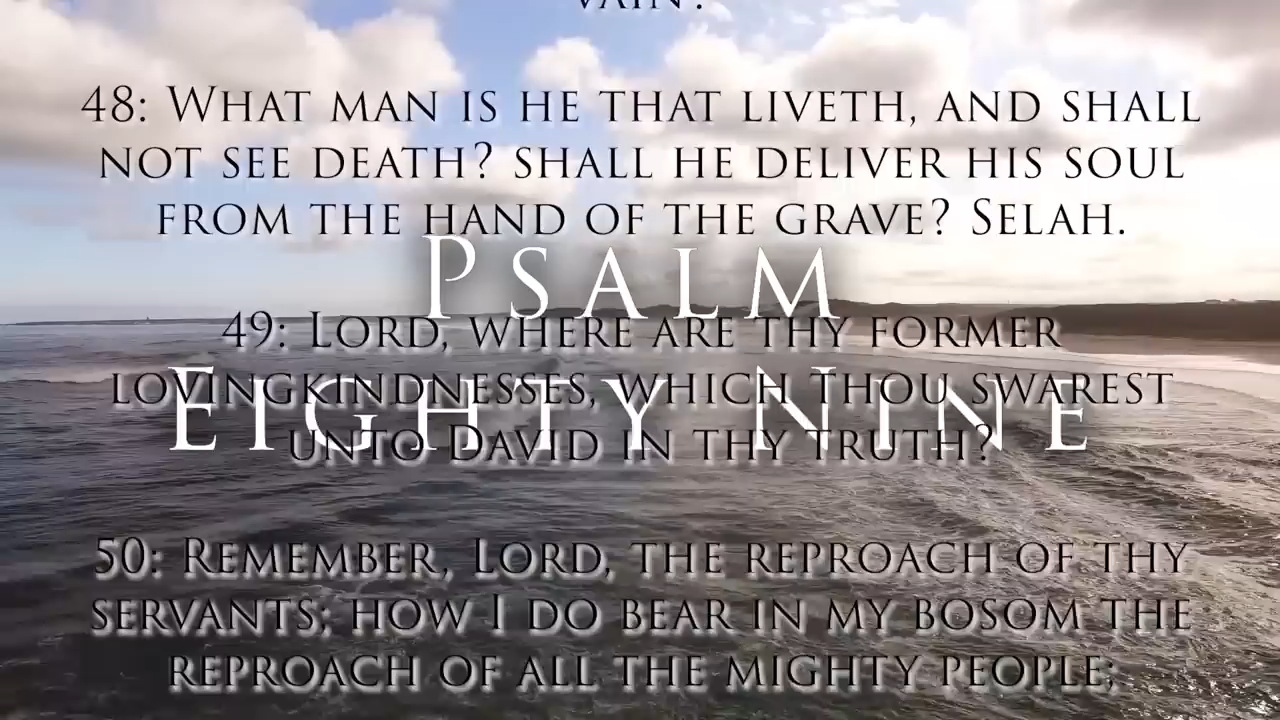 VAIN?
48: WHAT MAN IS HE THAT LIVETH, AND SHALL
NOT SEE DEATH? SHALL HE DELIVER HIS SOUL
FROM THE HAND OF THE GRAVE? SELAH.
PSALM
49: LORD, WHERE ARE THY FORMER
LOVINGKINDNESSES, WHICH THOU SWAREST
EIGHTY NINE
UNTO DAVID IN THY TRUTH?
50: REMEMBER, LORD, THE REPROACH OF THY
SERVANTS; HOW I DO BEAR IN MY BOSOM THE
REPROACH OF ALL THE MIGHTY PEOPLE;